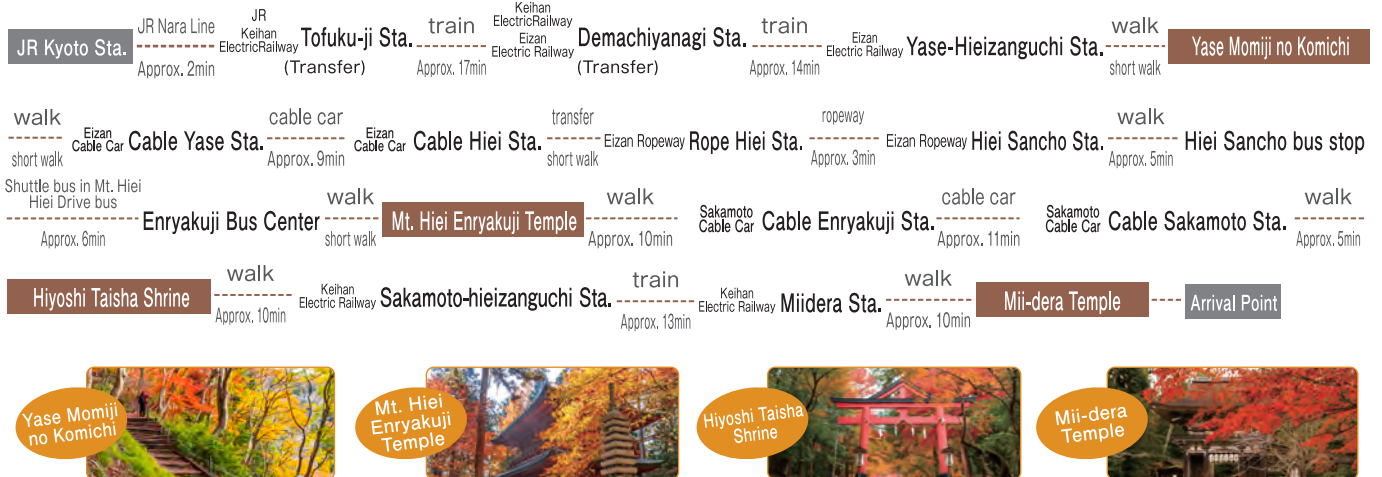 JR Kyoto Sta.
JR Nara Line
Approx. 2min
JR
Keihan
ElectricRailway
Tofuku-ji Sta.
(Transfer)
train
Approx. 17min
Keihan
ElectricRailway
Eizan
Electric Railway
Demachiyanagi Sta.
(Transfer)
train
Approx. 14min
Eizan
Electric Railway
Yase-Hieizanguchi Sta.
walk
short walk
Yase Momiji no Komichi
walk
short walk
Eizan
Cable Car
Cable Yase Sta.
cable car
Approx. 9min
Eizan
Cable Car
Cable Hiei Sta.
transfer
short walk
Eizan Ropeway
Rope Hiei Sta.
ropeway
Approx. 3min
Eizan Ropeway
Hiei Sancho Sta.
walk
Approx. 5min
Hiei Sancho bus stop
Shuttle bus in Mt. Hiei
Hiei Drive bus
Approx. 6min
Enryakuji Bus Center
walk
short walk
Mt. Hiei Enryakuji Temple
walk
Approx. 10min
Sakamoto
Cable Car
Cable Enryakuji Sta.
cable car
Approx. 11min
Sakamoto
Cable Car
Cable Sakamoto Sta.
walk
Approx. 5min
Hiyoshi Taisha Shrine
walk
Approx. 10min
Keihan
Electric Railway
Sakamoto-hieizanguchi Sta.
train
Approx. 13min
Keihan
Electric Railway
Miidera Sta.
walk
Approx. 10min
Mii-dera Temple
Arrival Point
Yase Momiji
no Komichi
Mt. Hiei
Enryakuji
Temple
Hiyoshi Taisha
Shrine
Mii-dera
Temple